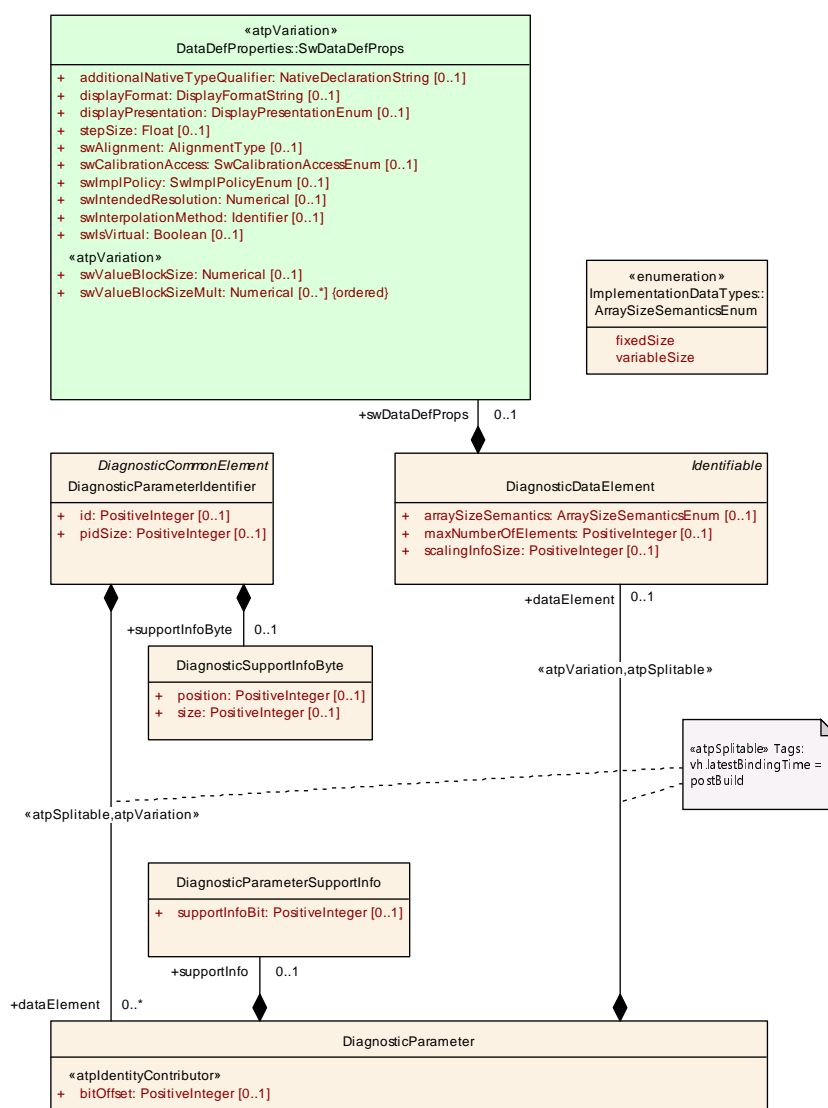 «atpVariation»
DataDefProperties::SwDataDefProps
+ additionalNativeTypeQualifier: NativeDeclarationString [0..1]
+ displayFormat: DisplayFormatString [0..1]
+ displayPresentation: DisplayPresentationEnum [0..1]
+ stepSize: Float [0..1]
+ swAlignment: AlignmentType [0..1]
+ swCalibrationAccess: SwCalibrationAccessEnum [0..1]
+ swImplPolicy: SwImplPolicyEnum [0..1]
+ swIntendedResolution: Numerical [0..1]
+ swInterpolationMethod: Identifier [0..1]
+ swIsVirtual: Boolean [0..1]
«atpVariation»
+ swValueBlockSize: Numerical [0..1]
+ swValueBlockSizeMult: Numerical [0..*] {ordered}
«enumeration»
ImplementationDataTypes::
ArraySizeSemanticsEnum
fixedSize
variableSize
+swDataDefProps 0..1
DiagnosticCommonElement
DiagnosticParameterIdentifier
+ id: PositiveInteger [0..1]
+ pidSize: PositiveInteger [0..1]
Identifiable
DiagnosticDataElement
+ arraySizeSemantics: ArraySizeSemanticsEnum [0..1]
+ maxNumberOfElements: PositiveInteger [0..1]
+ scalingInfoSize: PositiveInteger [0..1]
+dataElement 0..1
+supportInfoByte 0..1
DiagnosticSupportInfoByte
+ position: PositiveInteger [0..1]
+ size: PositiveInteger [0..1]
«atpVariation,atpSplitable»
«atpSplitable» Tags:
vh.latestBindingTime =
postBuild
«atpSplitable,atpVariation»
DiagnosticParameterSupportInfo
+ supportInfoBit: PositiveInteger [0..1]
+supportInfo 0..1
+dataElement 0..*
DiagnosticParameter
«atpIdentityContributor»
+ bitOffset: PositiveInteger [0..1]